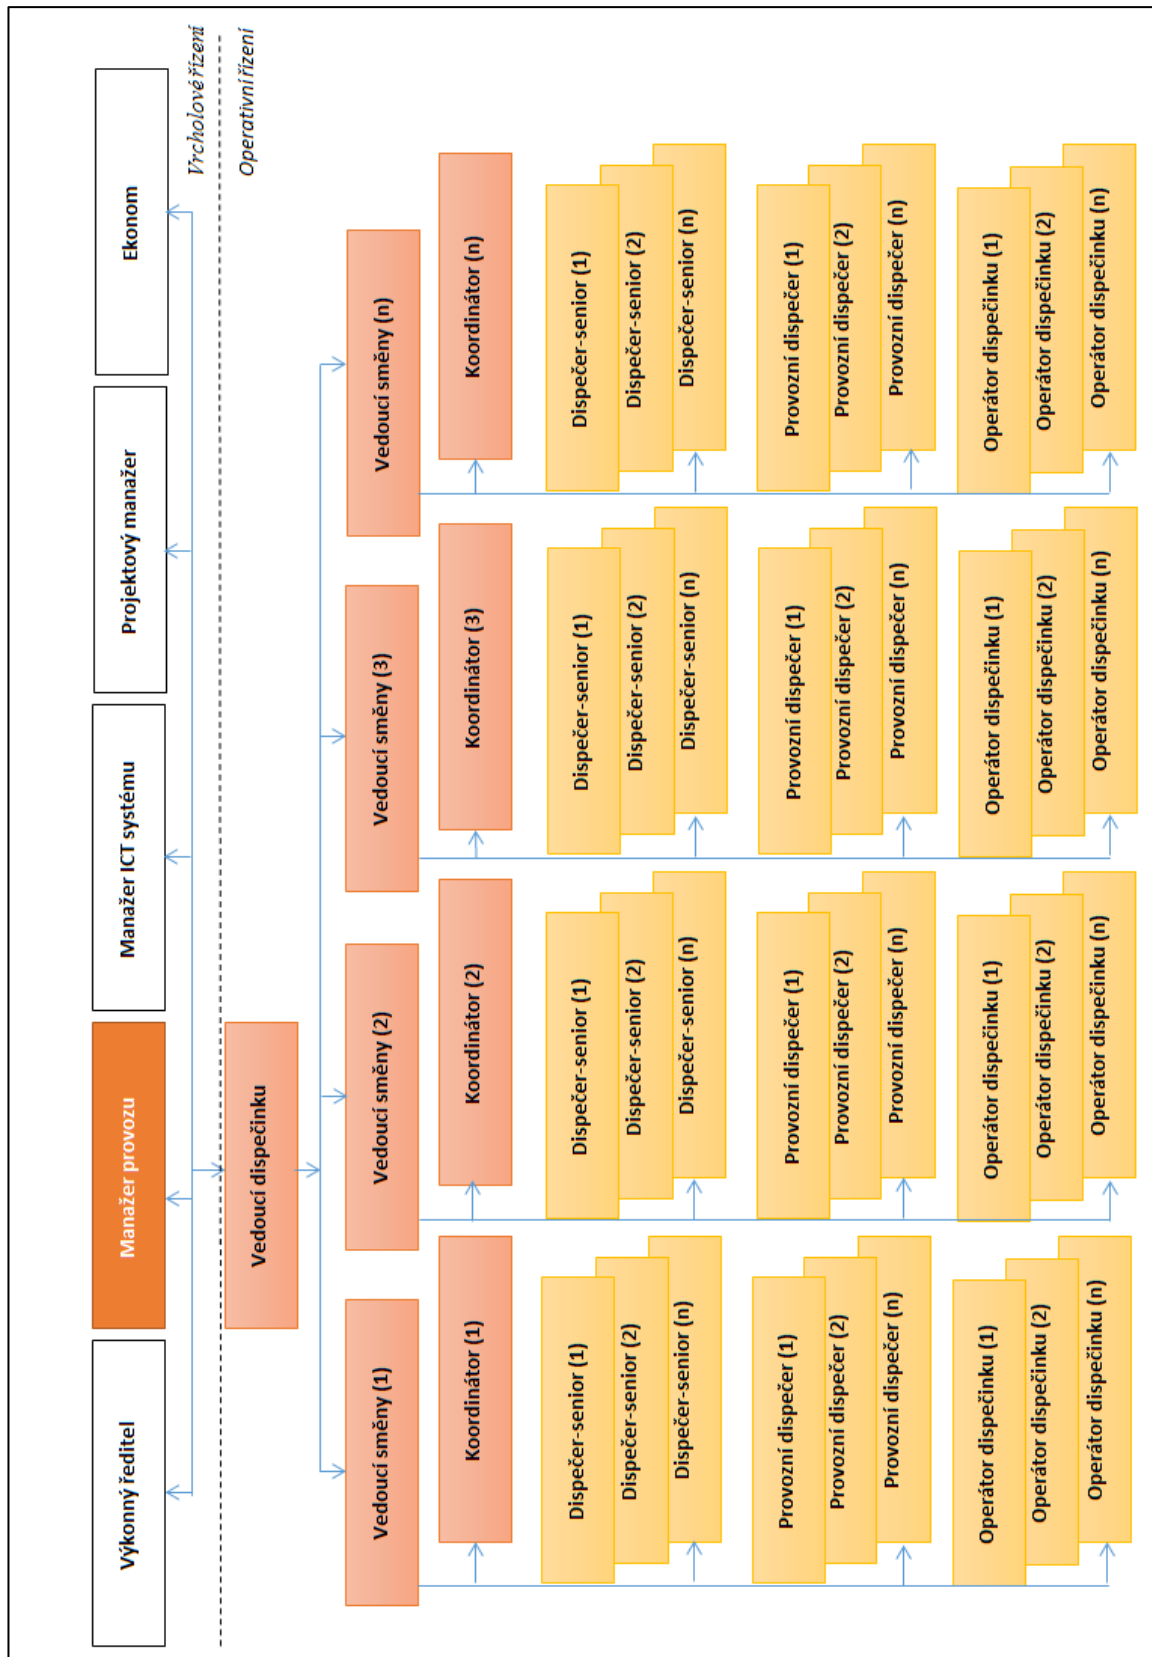 Výkonný ředitel
Manažer provozu
Manažer ICT systému
Projektový manažer
Ekonom
Vrcholové řízení
Operativní řízení
Vedoucí dispečinku
Vedoucí směny (1)
Vedoucí směny (2)
Vedoucí směny (3)
Vedoucí směny (n)
Koordinátor (1)
Koordinátor (2)
Koordinátor (3)
Koordinátor (n)
Dispečer-senior (1)
Dispečer-senior (2)
Dispečer-senior (n)
Dispečer-senior (1)
Dispečer-senior (2)
Dispečer-senior (n)
Dispečer-senior (1)
Dispečer-senior (2)
Dispečer-senior (n)
Dispečer-senior (1)
Dispečer-senior (2)
Dispečer-senior (n)
Provozní dispečer (1)
Provozní dispečer (2)
Provozní dispečer (n)
Provozní dispečer (1)
Provozní dispečer (2)
Provozní dispečer (n)
Provozní dispečer (1)
Provozní dispečer (2)
Provozní dispečer (n)
Provozní dispečer (1)
Provozní dispečer (2)
Provozní dispečer (n)
Operátor dispečinku (1)
Operátor dispečinku (2)
Operátor dispečinku (n)
Operátor dispečinku (1)
Operátor dispečinku (2)
Operátor dispečinku (n)
Operátor dispečinku (1)
Operátor dispečinku (2)
Operátor dispečinku (n)
Operátor dispečinku (1)
Operátor dispečinku (2)
Operátor dispečinku (n)